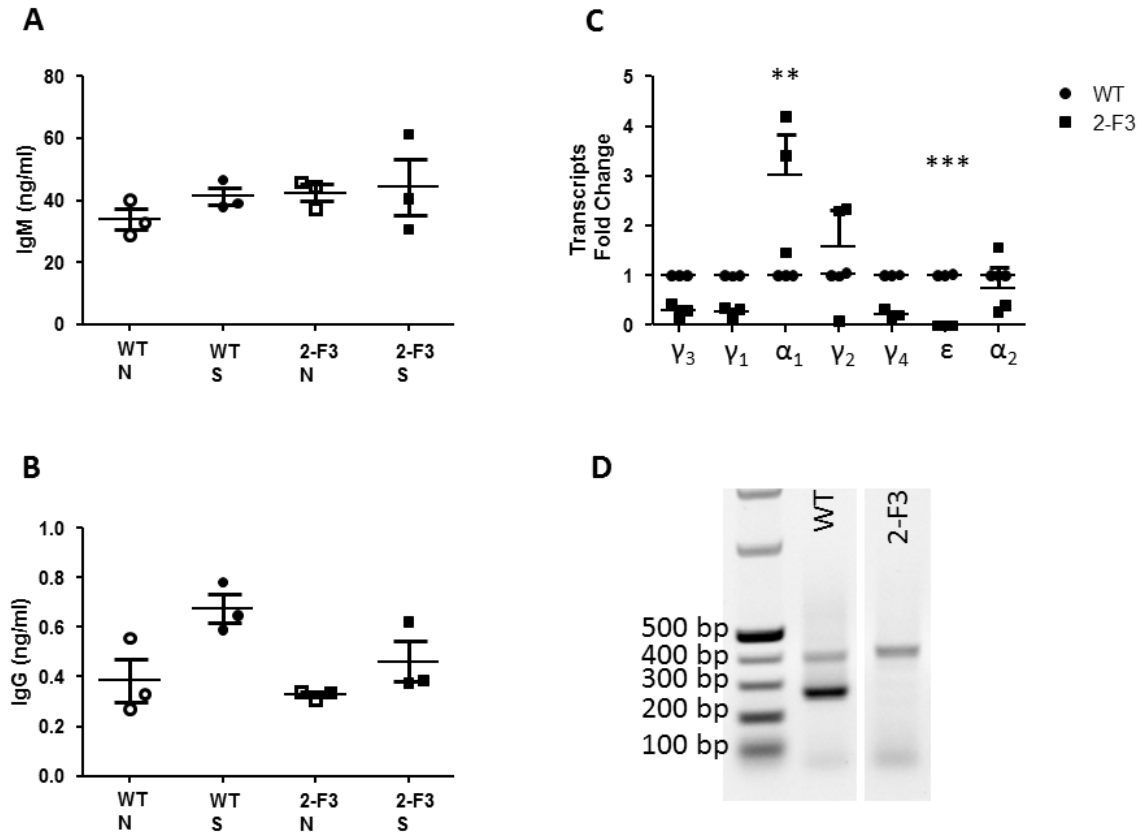 A
80
60
40
20
0
IgM (ng/ml)
WT N
WT S
2-F3 N
2-F3 S
B
1.0
0.8
0.6
0.4
0.2
0.0
IgG (ng/ml)
WT N
WT S
2-F3 N
2-F3 S
C
5
4
3
2
1
0
Transcripts
Fold Change
**
***
γ₃ γ₁ α₁ γ₂ γ₄ ε α₂
WT
2-F3
D
WT
2-F3
500 bp
400 bp
300 bp
200 bp
100 bp